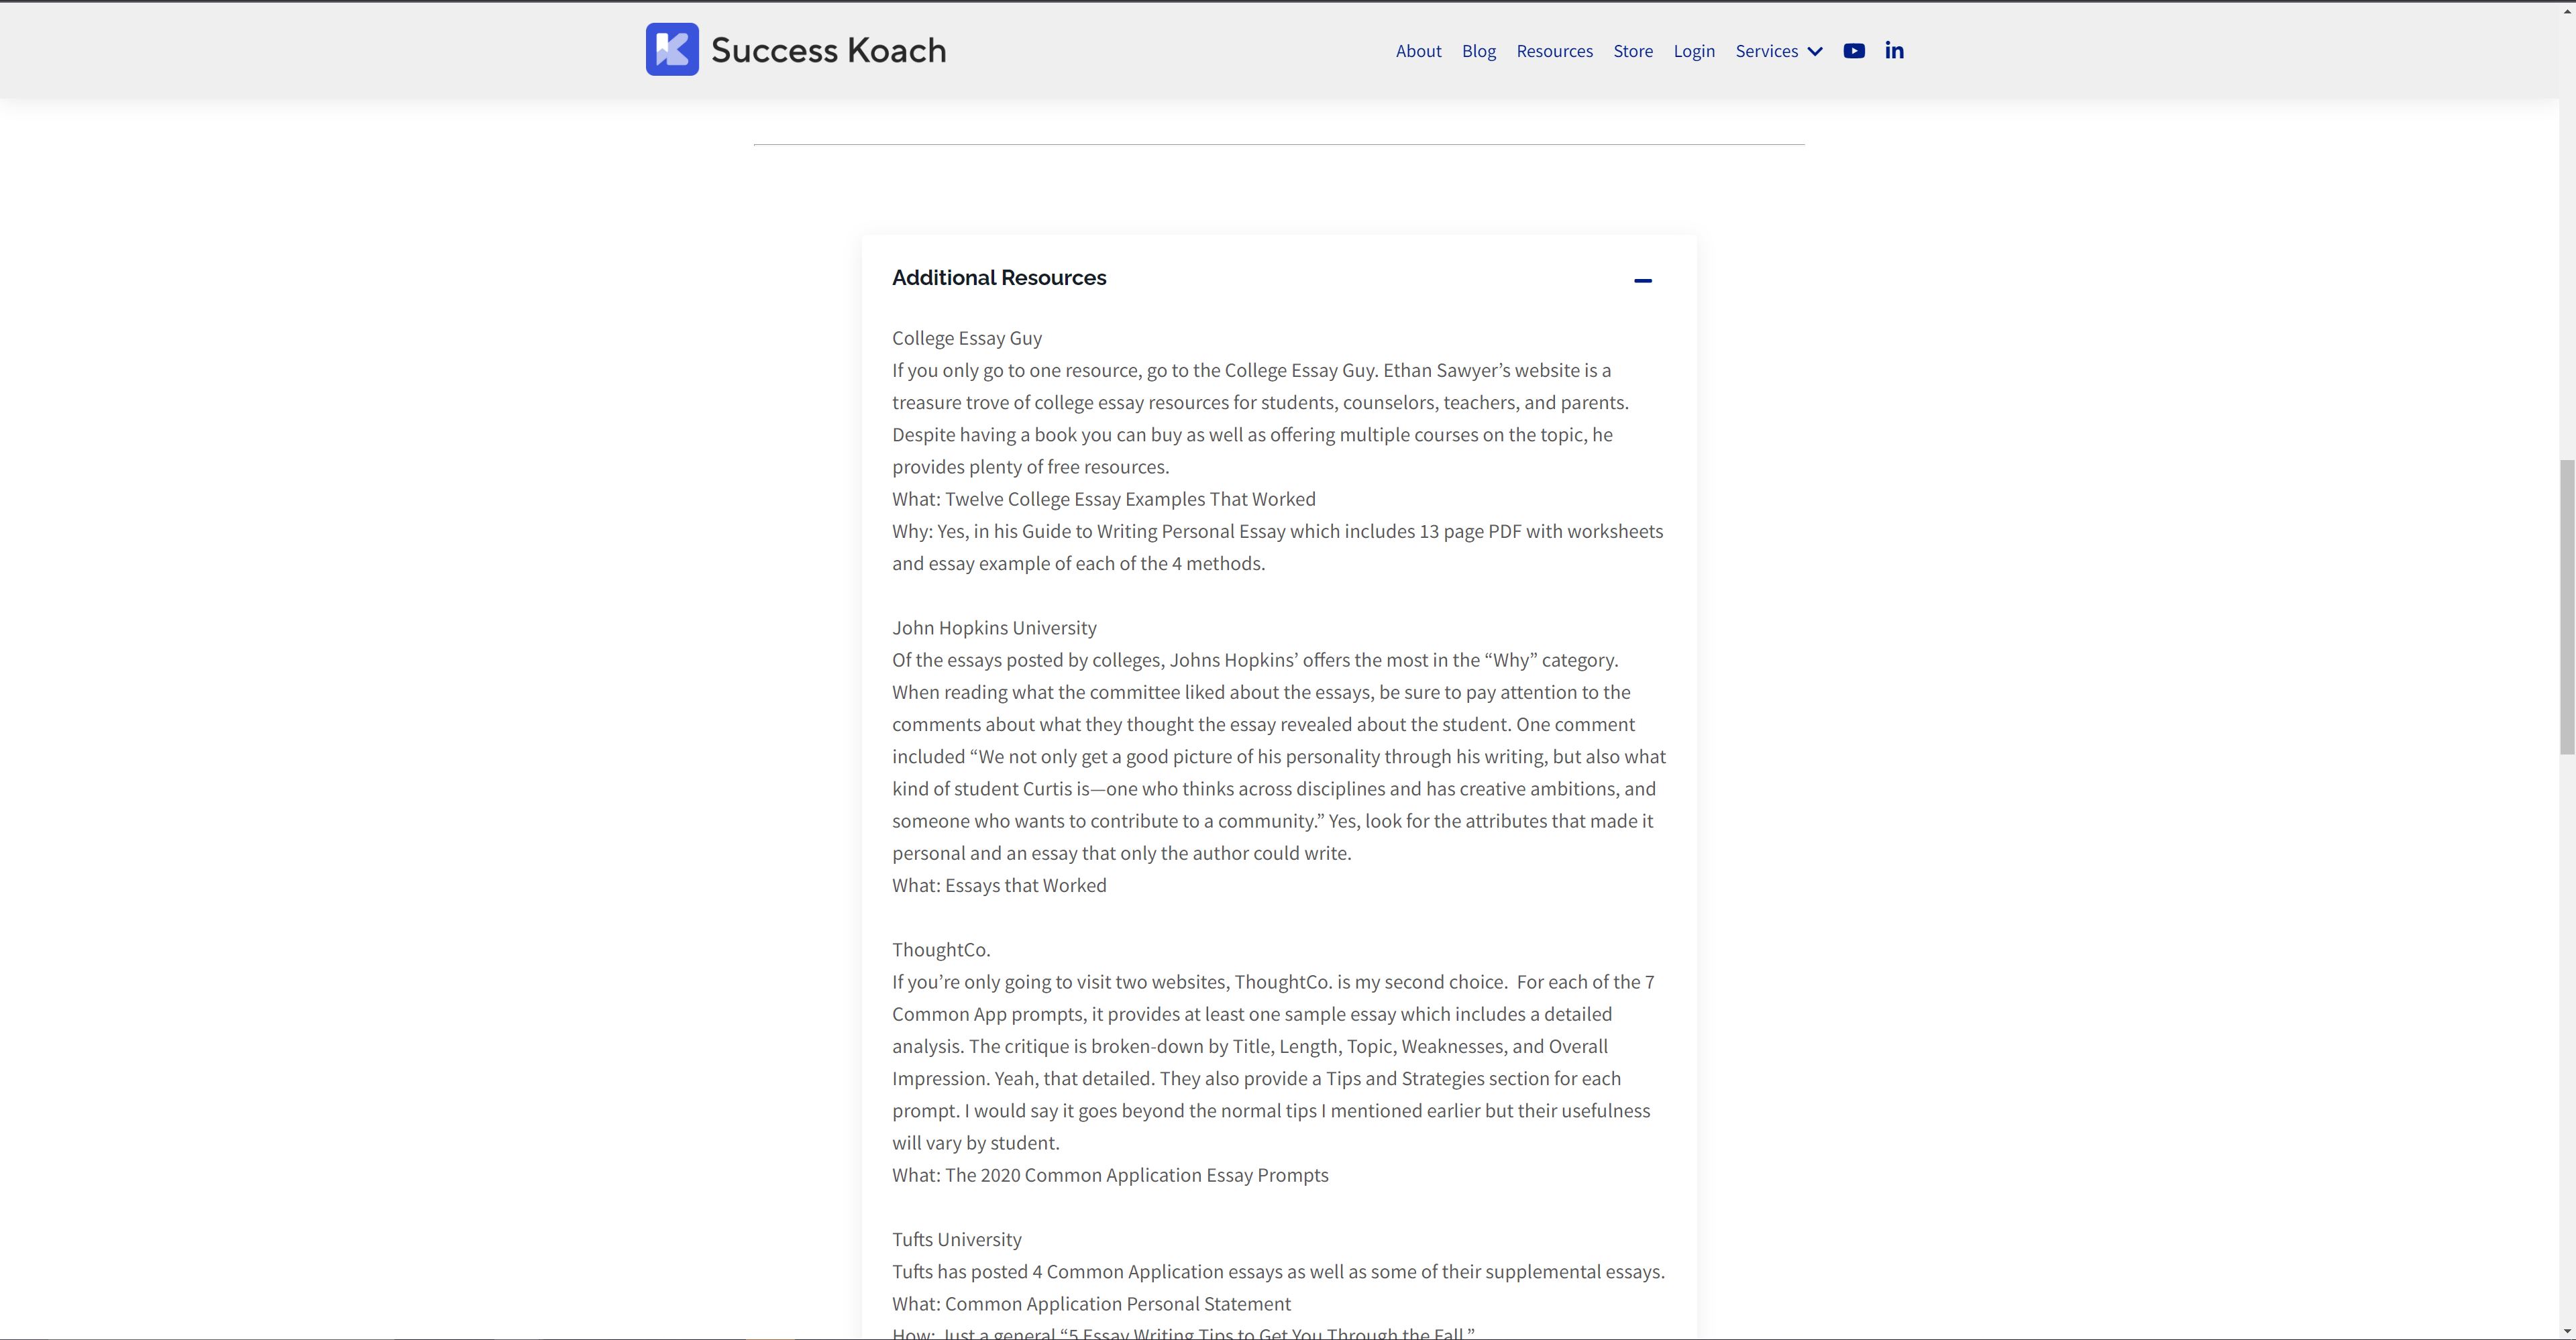 Success Koach
About Blog Resources Store Login Services
Additional Resources
College Essay Guy
If you only go to one resource, go to the College Essay Guy. Ethan Sawyer’s website is a
treasure trove of college essay resources for students, counselors, teachers, and parents.
Despite having a book you can buy as well as offering multiple courses on the topic, he
provides plenty of free resources.
What: Twelve College Essay Examples That Worked
Why: Yes, in his Guide to Writing Personal Essay which includes 13 page PDF with worksheets
and essay example of each of the 4 methods.
John Hopkins University
Of the essays posted by colleges, Johns Hopkins’ offers the most in the “Why” category.
When reading what the committee liked about the essays, be sure to pay attention to the
comments about what they thought the essay revealed about the student. One comment
included “We not only get a good picture of his personality through his writing, but also what
kind of student Curtis is—one who thinks across disciplines and has creative ambitions, and
someone who wants to contribute to a community.” Yes, look for the attributes that made it
personal and an essay that only the author could write.
What: Essays that Worked
ThoughtCo.
If you’re only going to visit two websites, ThoughtCo. is my second choice.  For each of the 7
Common App prompts, it provides at least one sample essay which includes a detailed
analysis. The critique is broken-down by Title, Length, Topic, Weaknesses, and Overall
Impression. Yeah, that detailed. They also provide a Tips and Strategies section for each
prompt. I would say it goes beyond the normal tips I mentioned earlier but their usefulness
will vary by student.
What: The 2020 Common Application Essay Prompts
Tufts University
Tufts has posted 4 Common Application essays as well as some of their supplemental essays.
What: Common Application Personal Statement
How: Just a general “5 Essay Writing Tips to Get You Through the Fall.”